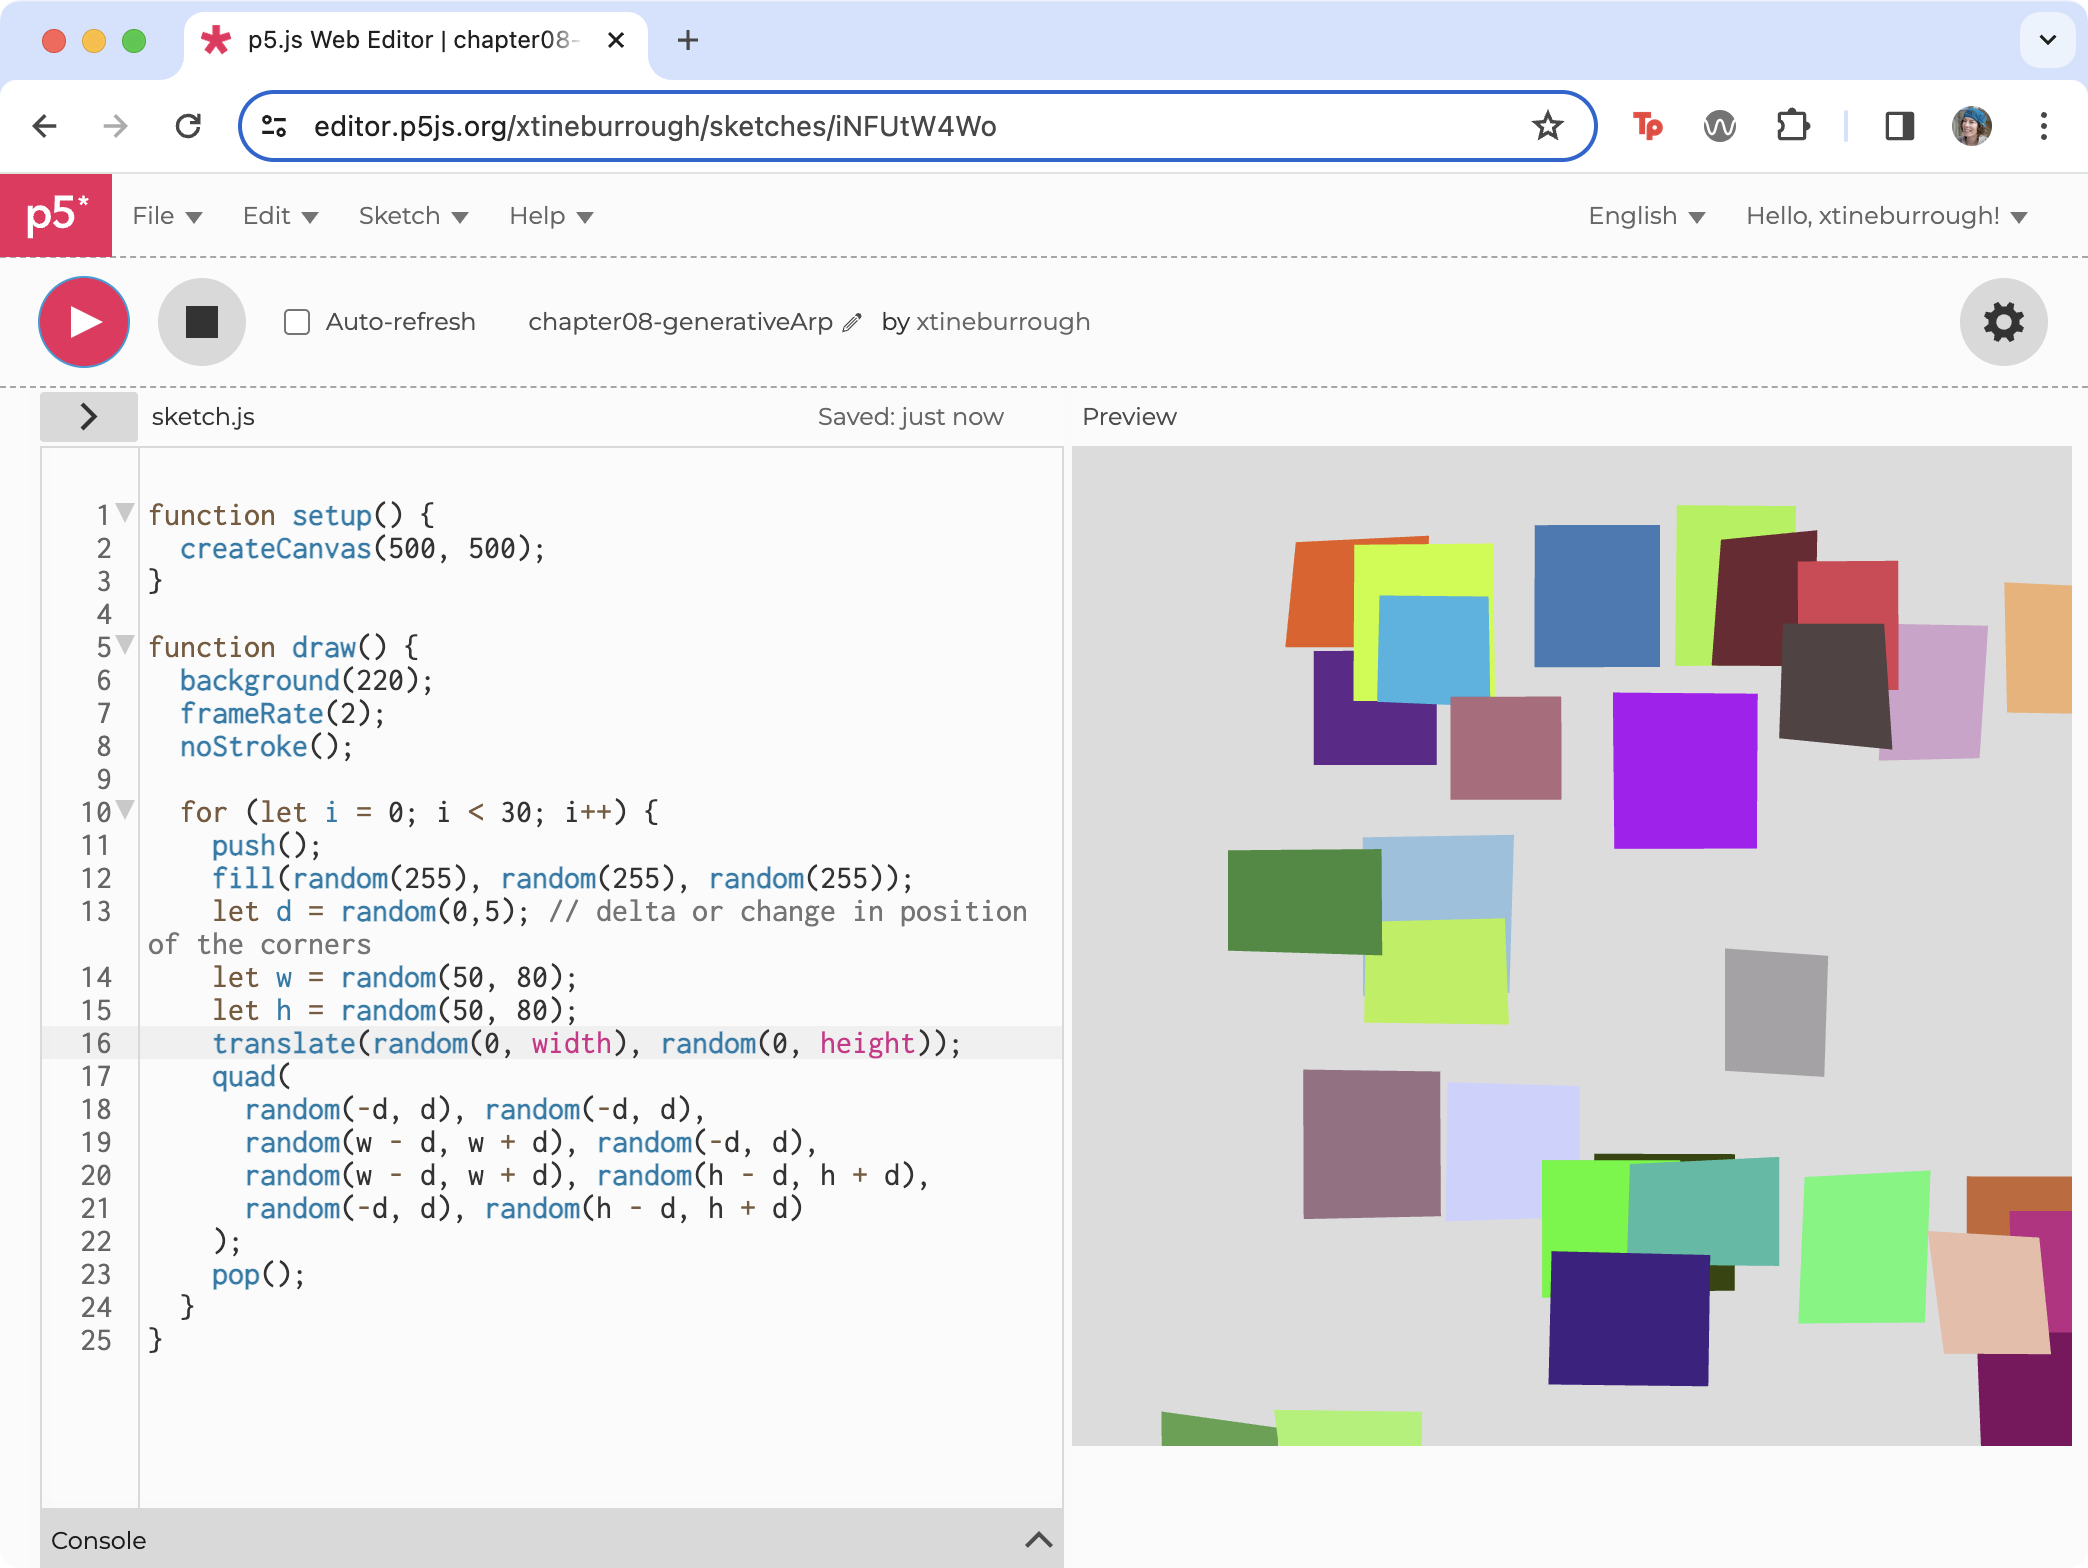 p5.js Web Editor | chapter08-
editor.p5js.org/xtineburrough/sketches/iNFUtW4Wo
Tp
p5* File Edit Sketch Help English Hello, xtineburrough!
Auto-refresh chapter08-generativeArp by xtineburrough
sketch.js Saved: just now Preview
1 function setup() {
2 createCanvas(500, 500);
3 }
4
5 function draw() {
6 background(220);
7 frameRate(2);
8 noStroke();
9
10 for (let i = 0; i < 30; i++) {
11 push();
12 fill(random(255), random(255), random(255));
13 let d = random(0,5); // delta or change in position
of the corners
14 let w = random(50, 80);
15 let h = random(50, 80);
16 translate(random(0, width), random(0, height));
17 quad(
18 random(-d, d), random(-d, d),
19 random(w - d, w + d), random(-d, d),
20 random(w - d, w + d), random(h - d, h + d),
21 random(-d, d), random(h - d, h + d)
22 );
23 pop();
24 }
25 }
Console